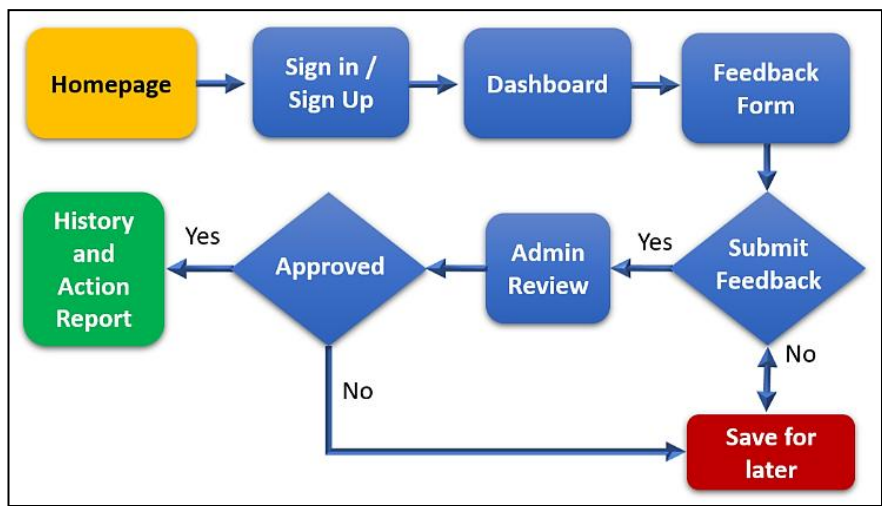 Homepage
Sign in /
Sign Up
Dashboard
Feedback
Form
Submit
Feedback
Yes
Admin
Review
Approved
Yes
History
and
Action
Report
No
No
Save for
later